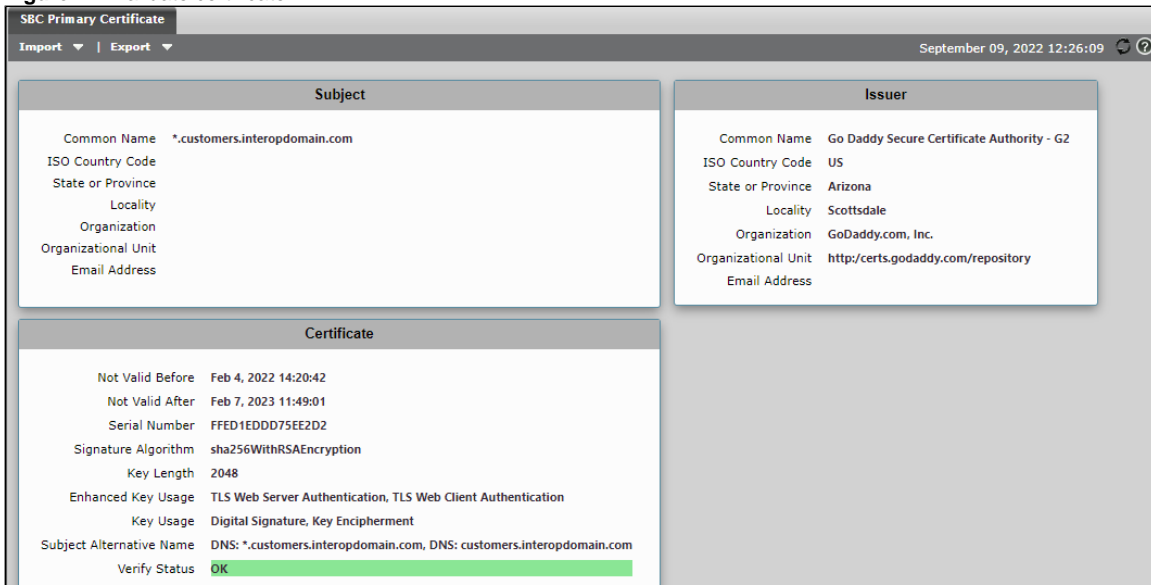 SBC Primary Certificate
Import | Export
September 09, 2022 12:26:09
Subject
Common Name *.customers.interopdomain.com
ISO Country Code
State or Province
Locality
Organization
Organizational Unit
Email Address
Issuer
Common Name Go Daddy Secure Certificate Authority - G2
ISO Country Code US
State or Province Arizona
Locality Scottsdale
Organization GoDaddy.com, Inc.
Organizational Unit http:/certs.godaddy.com/repository
Email Address
Certificate
Not Valid Before Feb 4, 2022 14:20:42
Not Valid After Feb 7, 2023 11:49:01
Serial Number FFED1EDDD75EE2D2
Signature Algorithm sha256WithRSAEncryption
Key Length 2048
Enhanced Key Usage TLS Web Server Authentication, TLS Web Client Authentication
Key Usage Digital Signature, Key Encipherment
Subject Alternative Name DNS: *.customers.interopdomain.com, DNS: customers.interopdomain.com
Verify Status OK